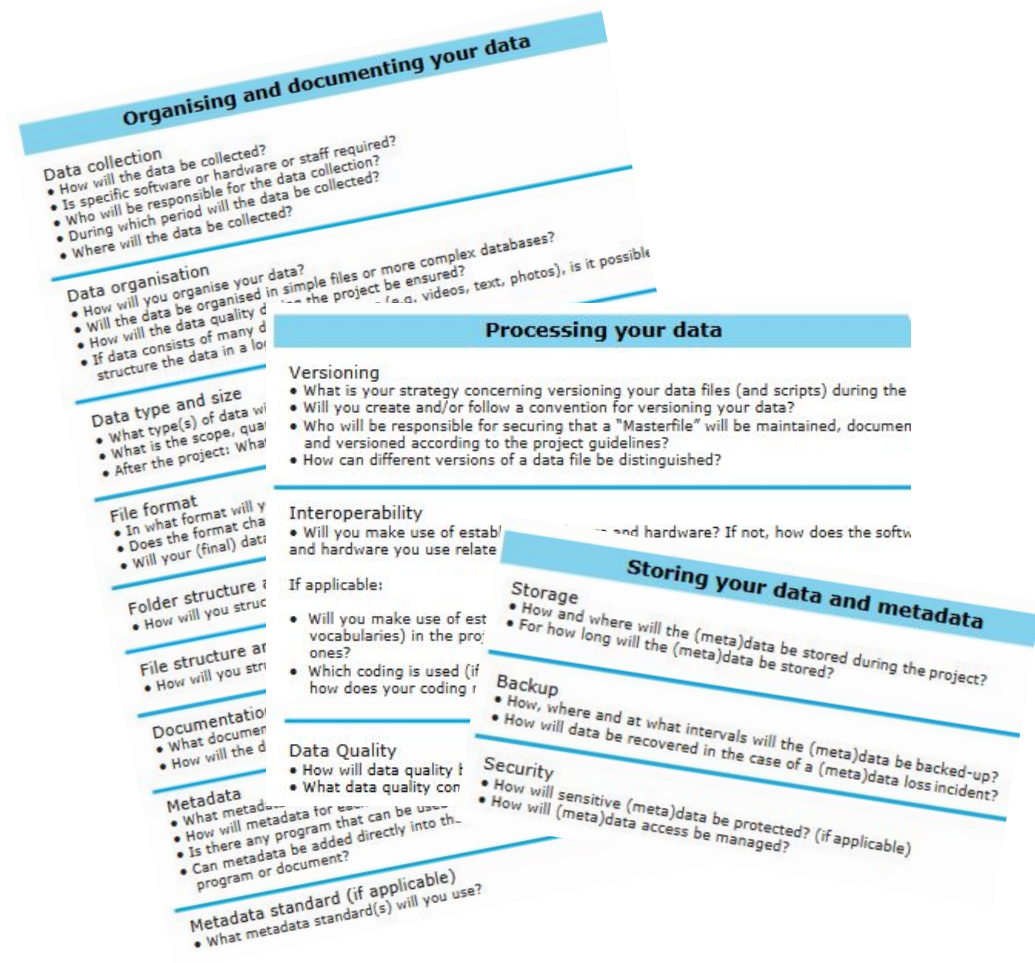 Organising and documenting your data
Data collection
• How will the data be collected?
• Is specific software or hardware or staff required?
• Who will be responsible for the data collection?
• During which period will the data be collected?
• Where will the data be collected?
Data organisation
• How will you organise your data?
• Will the data be organised in simple files or more complex databases?
• How will the data quality the project be ensured?
• If data consists of many (e.g. videos, text, photos), is it possible
structure the data in a
Data type and size
• What type(s) of data
• What is the scope,
• After the project:
File format
• In what format will
• Does the format
• Will your (final) data
Folder structure
• How will you
File structure
• How will you
Documentation
• What
• How will the
Metadata
• What
• How will metadata for
• Is there any program that can be used
• Can metadata be added directly into
program or document?
Metadata standard (if applicable)
• What metadata standard(s) will you use?
Processing your data
Versioning
• What is your strategy concerning versioning your data files (and scripts) during the
• Will you create and/or follow a convention for versioning your data?
• Who will be responsible for securing that a "Masterfile" will be maintained, documen
and versioned according to the project guidelines?
• How can different versions of a data file be distinguished?
Interoperability
• Will you make use of and hardware? If not, how does the softw
and hardware you use relate
If applicable:
• Will you make use of est
vocabularies) in the
ones?
• Which coding is used (if
how does your coding
Data Quality
• How will data quality
• What data quality con
Storing your data and metadata
Storage
• How and where will the (meta)data be stored during the project?
• For how long will the (meta)data be stored?
Backup
• How, where and at what intervals will the (meta)data be backed-up?
• How will data be recovered in the case of a (meta)data loss incident?
Security
• How will sensitive (meta)data be protected? (if applicable)
• How will (meta)data access be managed?